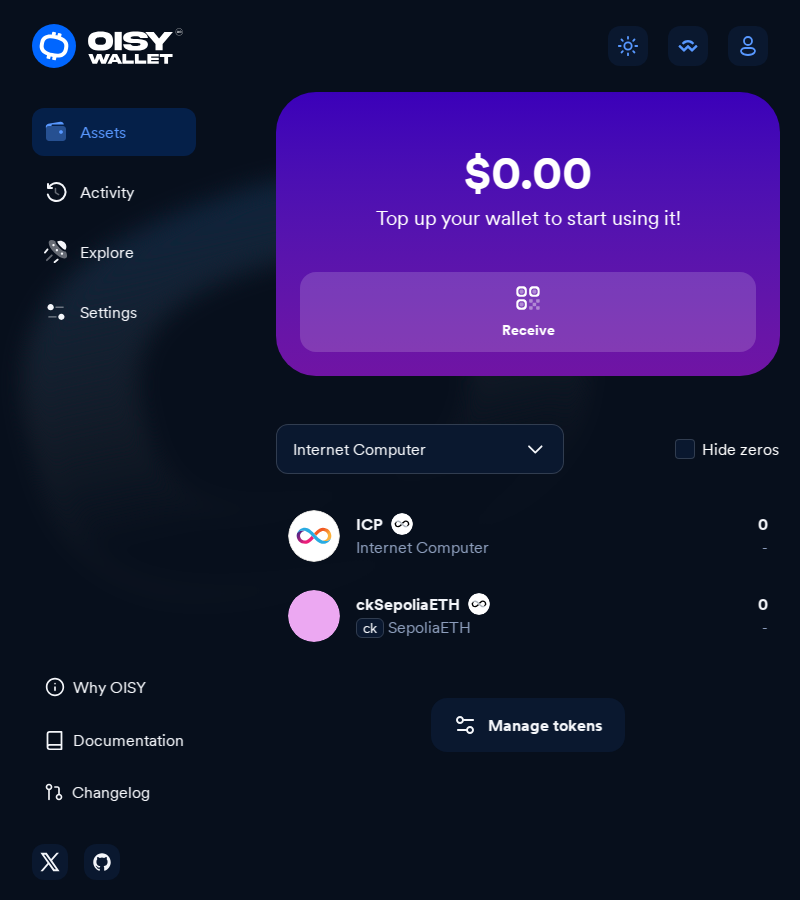 OISY
WALLET
Assets
Activity
Explore
Settings
$0.00
Top up your wallet to start using it!
Receive
Internet Computer
Hide zeros
ICP
0
Internet Computer
-
ckSepoliaETH
0
ck SepoliaETH
-
Manage tokens
Why OISY
Documentation
Changelog